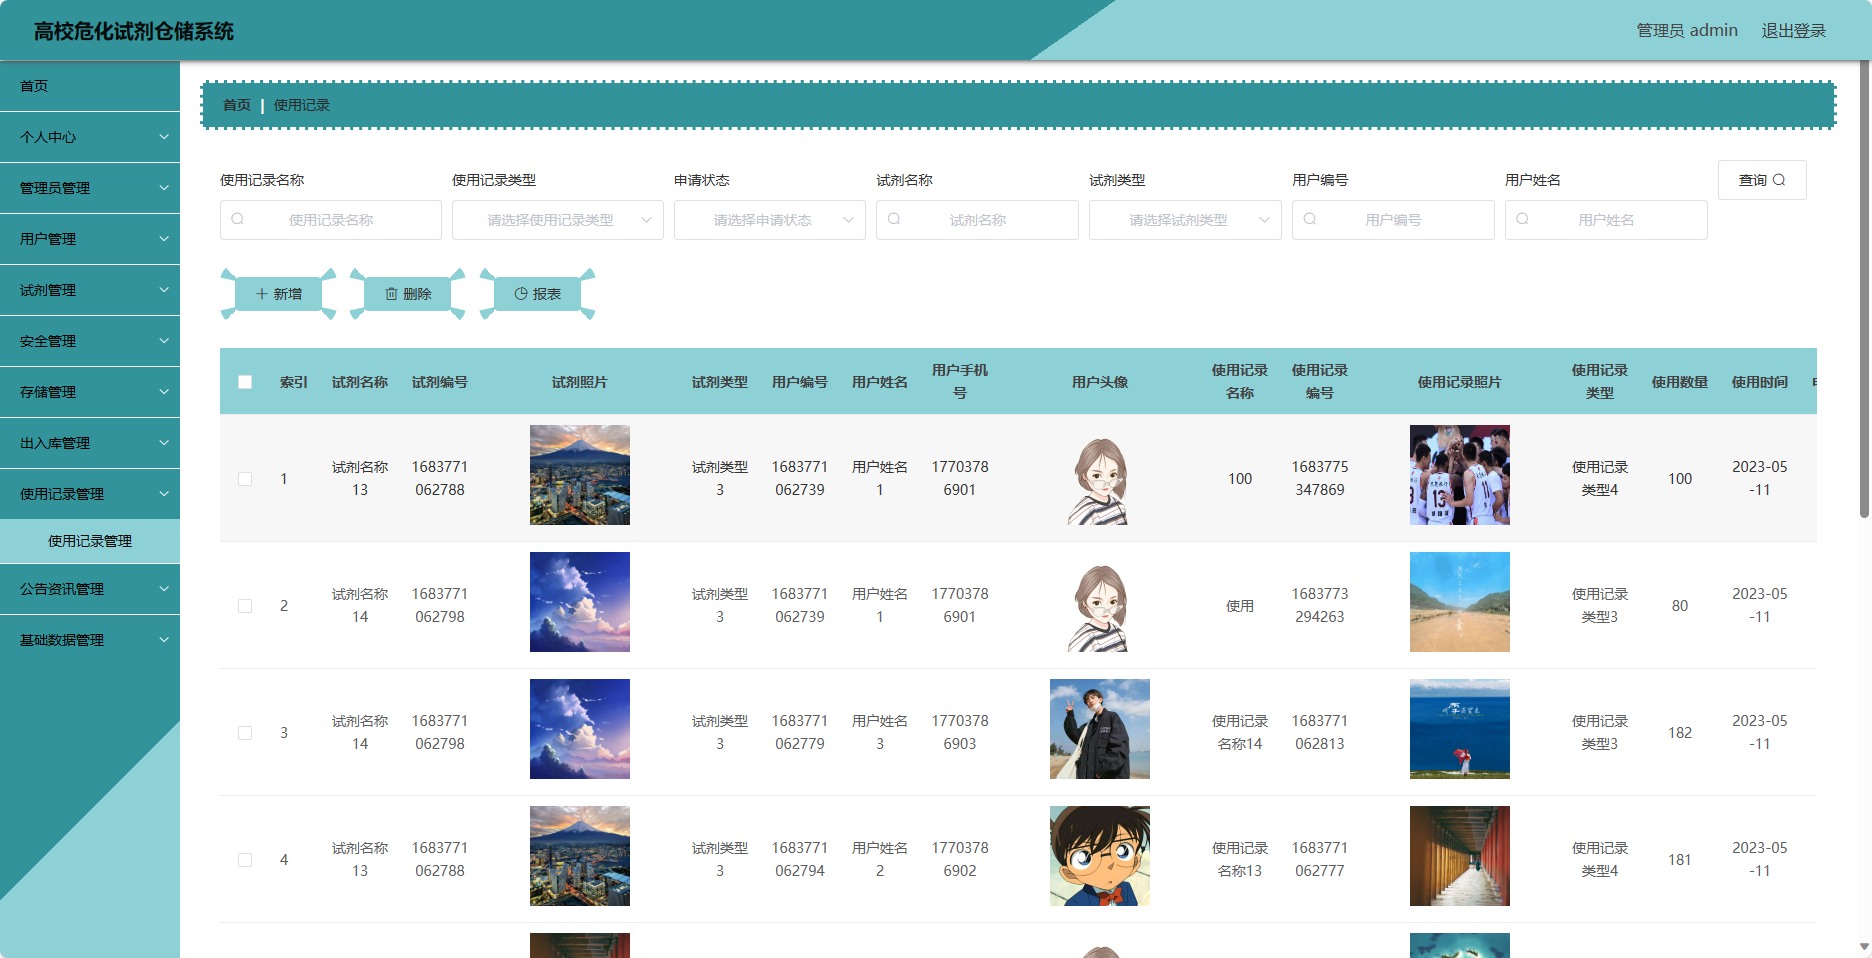 高校危化试剂仓储系统
管理员 admin
退出登录
首页
个人中心
管理员管理
用户管理
试剂管理
安全管理
存储管理
出入库管理
使用记录管理
使用记录管理
公告资讯管理
基础数据管理
首页 | 使用记录
使用记录名称 使用记录类型 申请状态 试剂名称 试剂类型 用户编号 用户姓名
使用记录名称 请选择使用记录类型 请选择申请状态 试剂名称 请选择试剂类型 用户编号 用户姓名
查询
新增 删除 报表
索引 试剂名称 试剂编号 试剂照片 试剂类型 用户编号 用户姓名 用户手机号 用户头像 使用记录名称 使用记录编号 使用记录照片 使用记录类型 使用数量 使用时间
1 试剂名称13 1683771062788 试剂类型3 1683771062739 用户姓名1 17703786901 100 1683775347869 使用记录类型4 100 2023-05-11
2 试剂名称14 1683771062798 试剂类型3 1683771062739 用户姓名1 17703786901 使用 1683773294263 使用记录类型3 80 2023-05-11
3 试剂名称14 1683771062798 试剂类型3 1683771062779 用户姓名3 17703786903 使用记录名称14 1683771062813 使用记录类型3 182 2023-05-11
4 试剂名称13 1683771062788 试剂类型3 1683771062794 用户姓名2 17703786902 使用记录名称13 1683771062777 使用记录类型4 181 2023-05-11